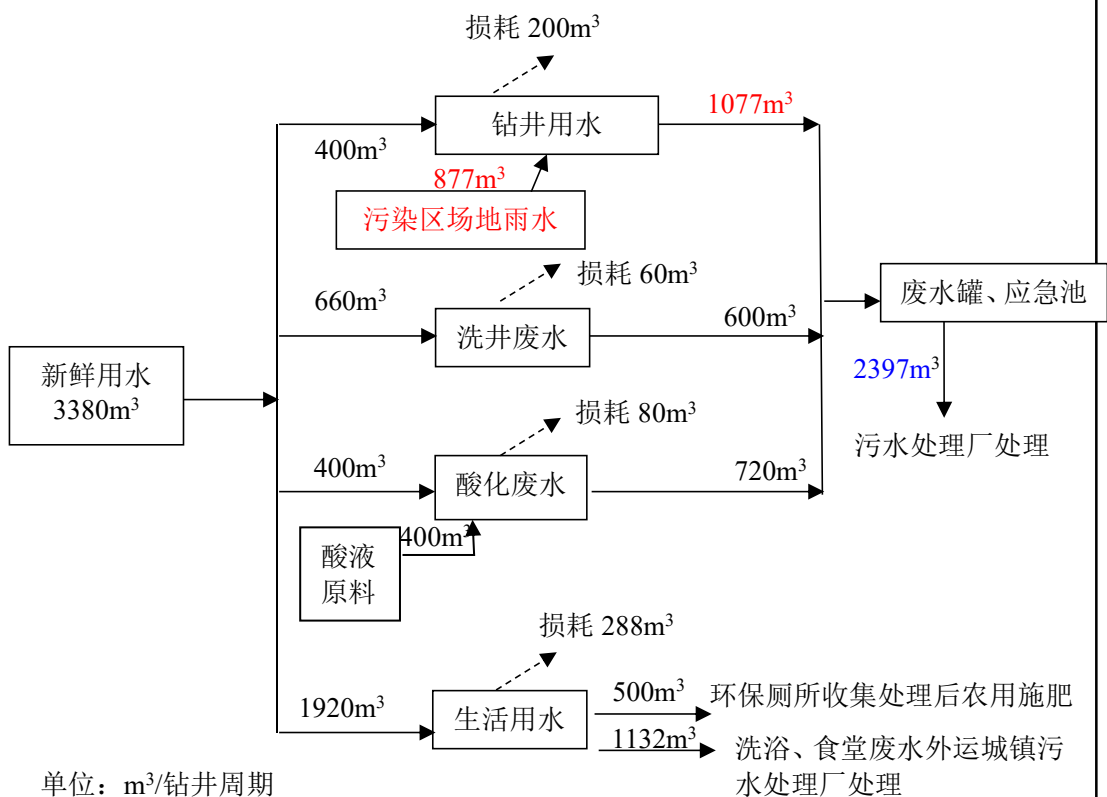 损耗 200m³
钻井用水
1077m³
400m³
877m³
污染区场地雨水
损耗 60m³
660m³
洗井废水
600m³
废水罐、应急池
新鲜用水
3380m³
2397m³
损耗 80m³
污水处理厂处理
400m³
酸化废水
720m³
400m³
酸液
原料
损耗 288m³
1920m³
生活用水
500m³
环保厕所收集处理后农用施肥
1132m³
洗浴、食堂废水外运城镇污
水处理厂处理
单位：m³/钻井周期